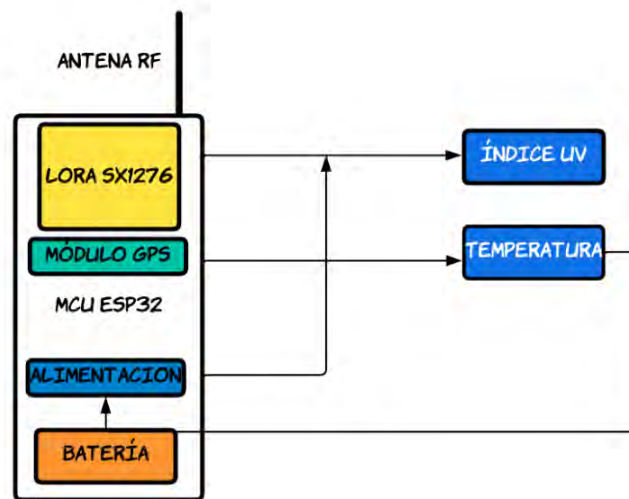 ANTENA RF
LORA SX1276
ÍNDICE UV
MÓDULO GPS
TEMPERATURA
MCU ESP32
ALIMENTACION
BATERÍA